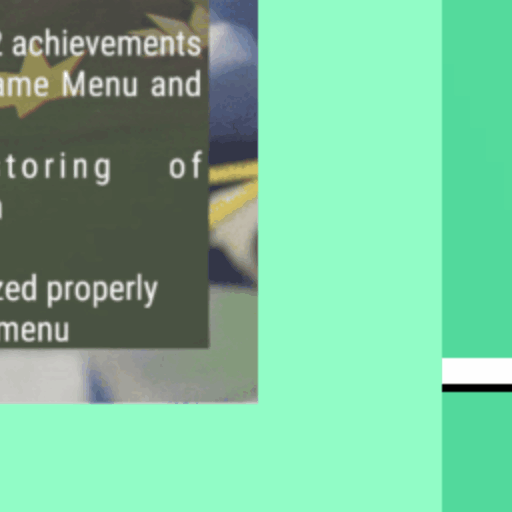 2 achievements
ame Menu and
toring of
zed properly
menu